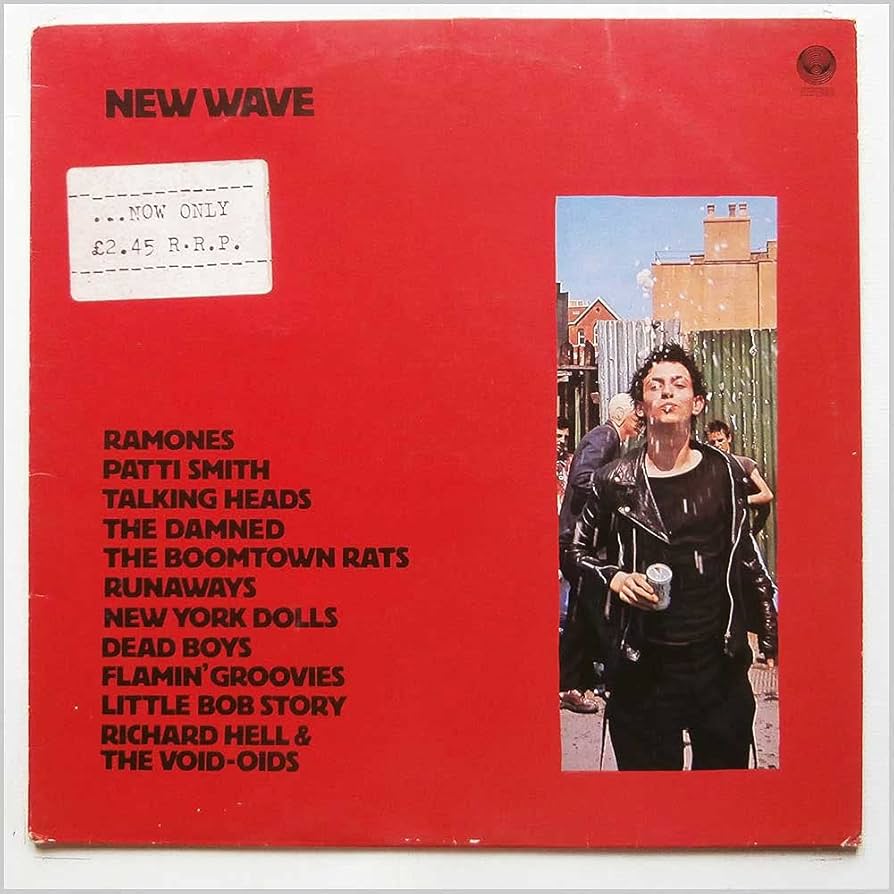 NEW WAVE
...NOW ONLY
£2.45 R.R.P.
RAMONES
PATTI SMITH
TALKING HEADS
THE DAMNED
THE BOOMTOWN RATS
RUNAWAYS
NEW YORK DOLLS
DEAD BOYS
FLAMIN' GROOVIES
LITTLE BOB STORY
RICHARD HELL &
THE VOID-OIDS